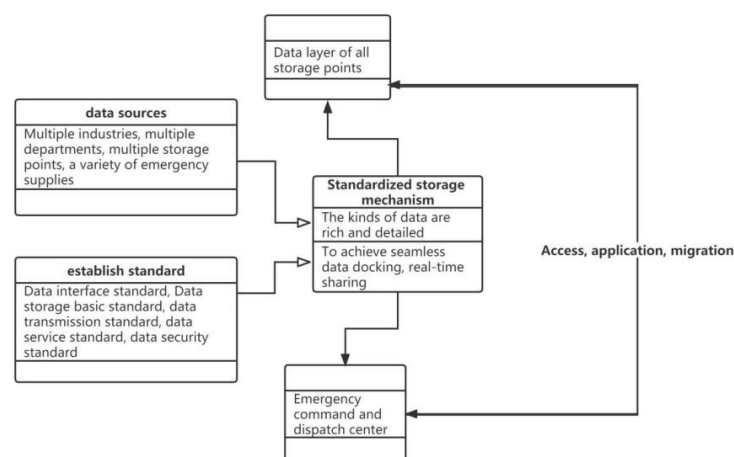 Data layer of all
storage points
data sources
Multiple industries, multiple
departments, multiple storage
points, a variety of emergency
supplies
Standardized storage
mechanism
The kinds of data are
rich and detailed
To achieve seamless
data docking, real-time
sharing
Access, application, migration
establish standard
Data interface standard, Data
storage basic standard, data
transmission standard, data
service standard, data security
standard
Emergency
command and
dispatch center